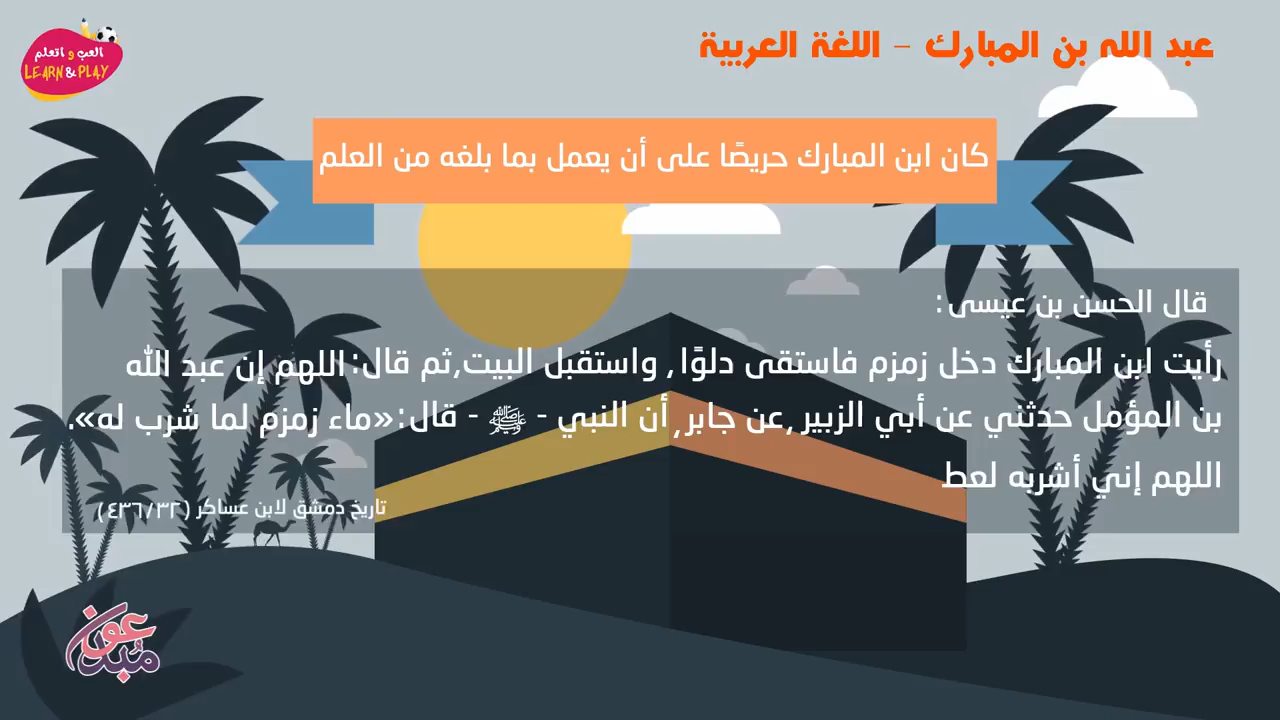 عبد الله بن المبارك – اللغة العربية
العب و اتعلم
LEARN & PLAY
كان ابن المبارك حريصًا على أن يعمل بما بلغه من العلم
قال الحسن بن عيسى:
رأيت ابن المبارك دخل زمزم فاستقى دلوًا, واستقبل البيت,ثم قال:اللهم إن عبد الله
بن المؤمل حدثني عن أبي الزبير ,عن جابر,أن النبي - ﷺ - قال:«ماء زمزم لما شرب له».
اللهم إني أشربه لعط
تاريخ دمشق لابن عساكر (٤٣٦/٣٢)
مُبدعون